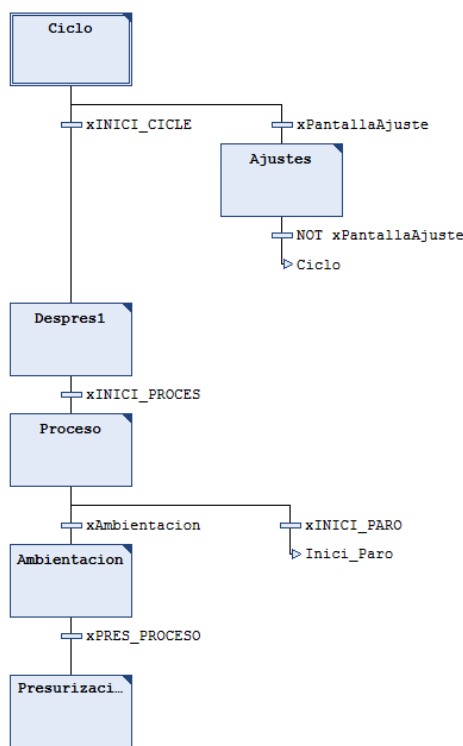 Ciclo
xINICI_CICLE
xPantallaAjuste
Ajustes
NOT xPantallaAjuste
Ciclo
Despres1
xINICI_PROCES
Proceso
xAmbientacion
xINICI_PARO
Inici_Paro
Ambientacion
xPRES_PROCESO
Presurizaci…